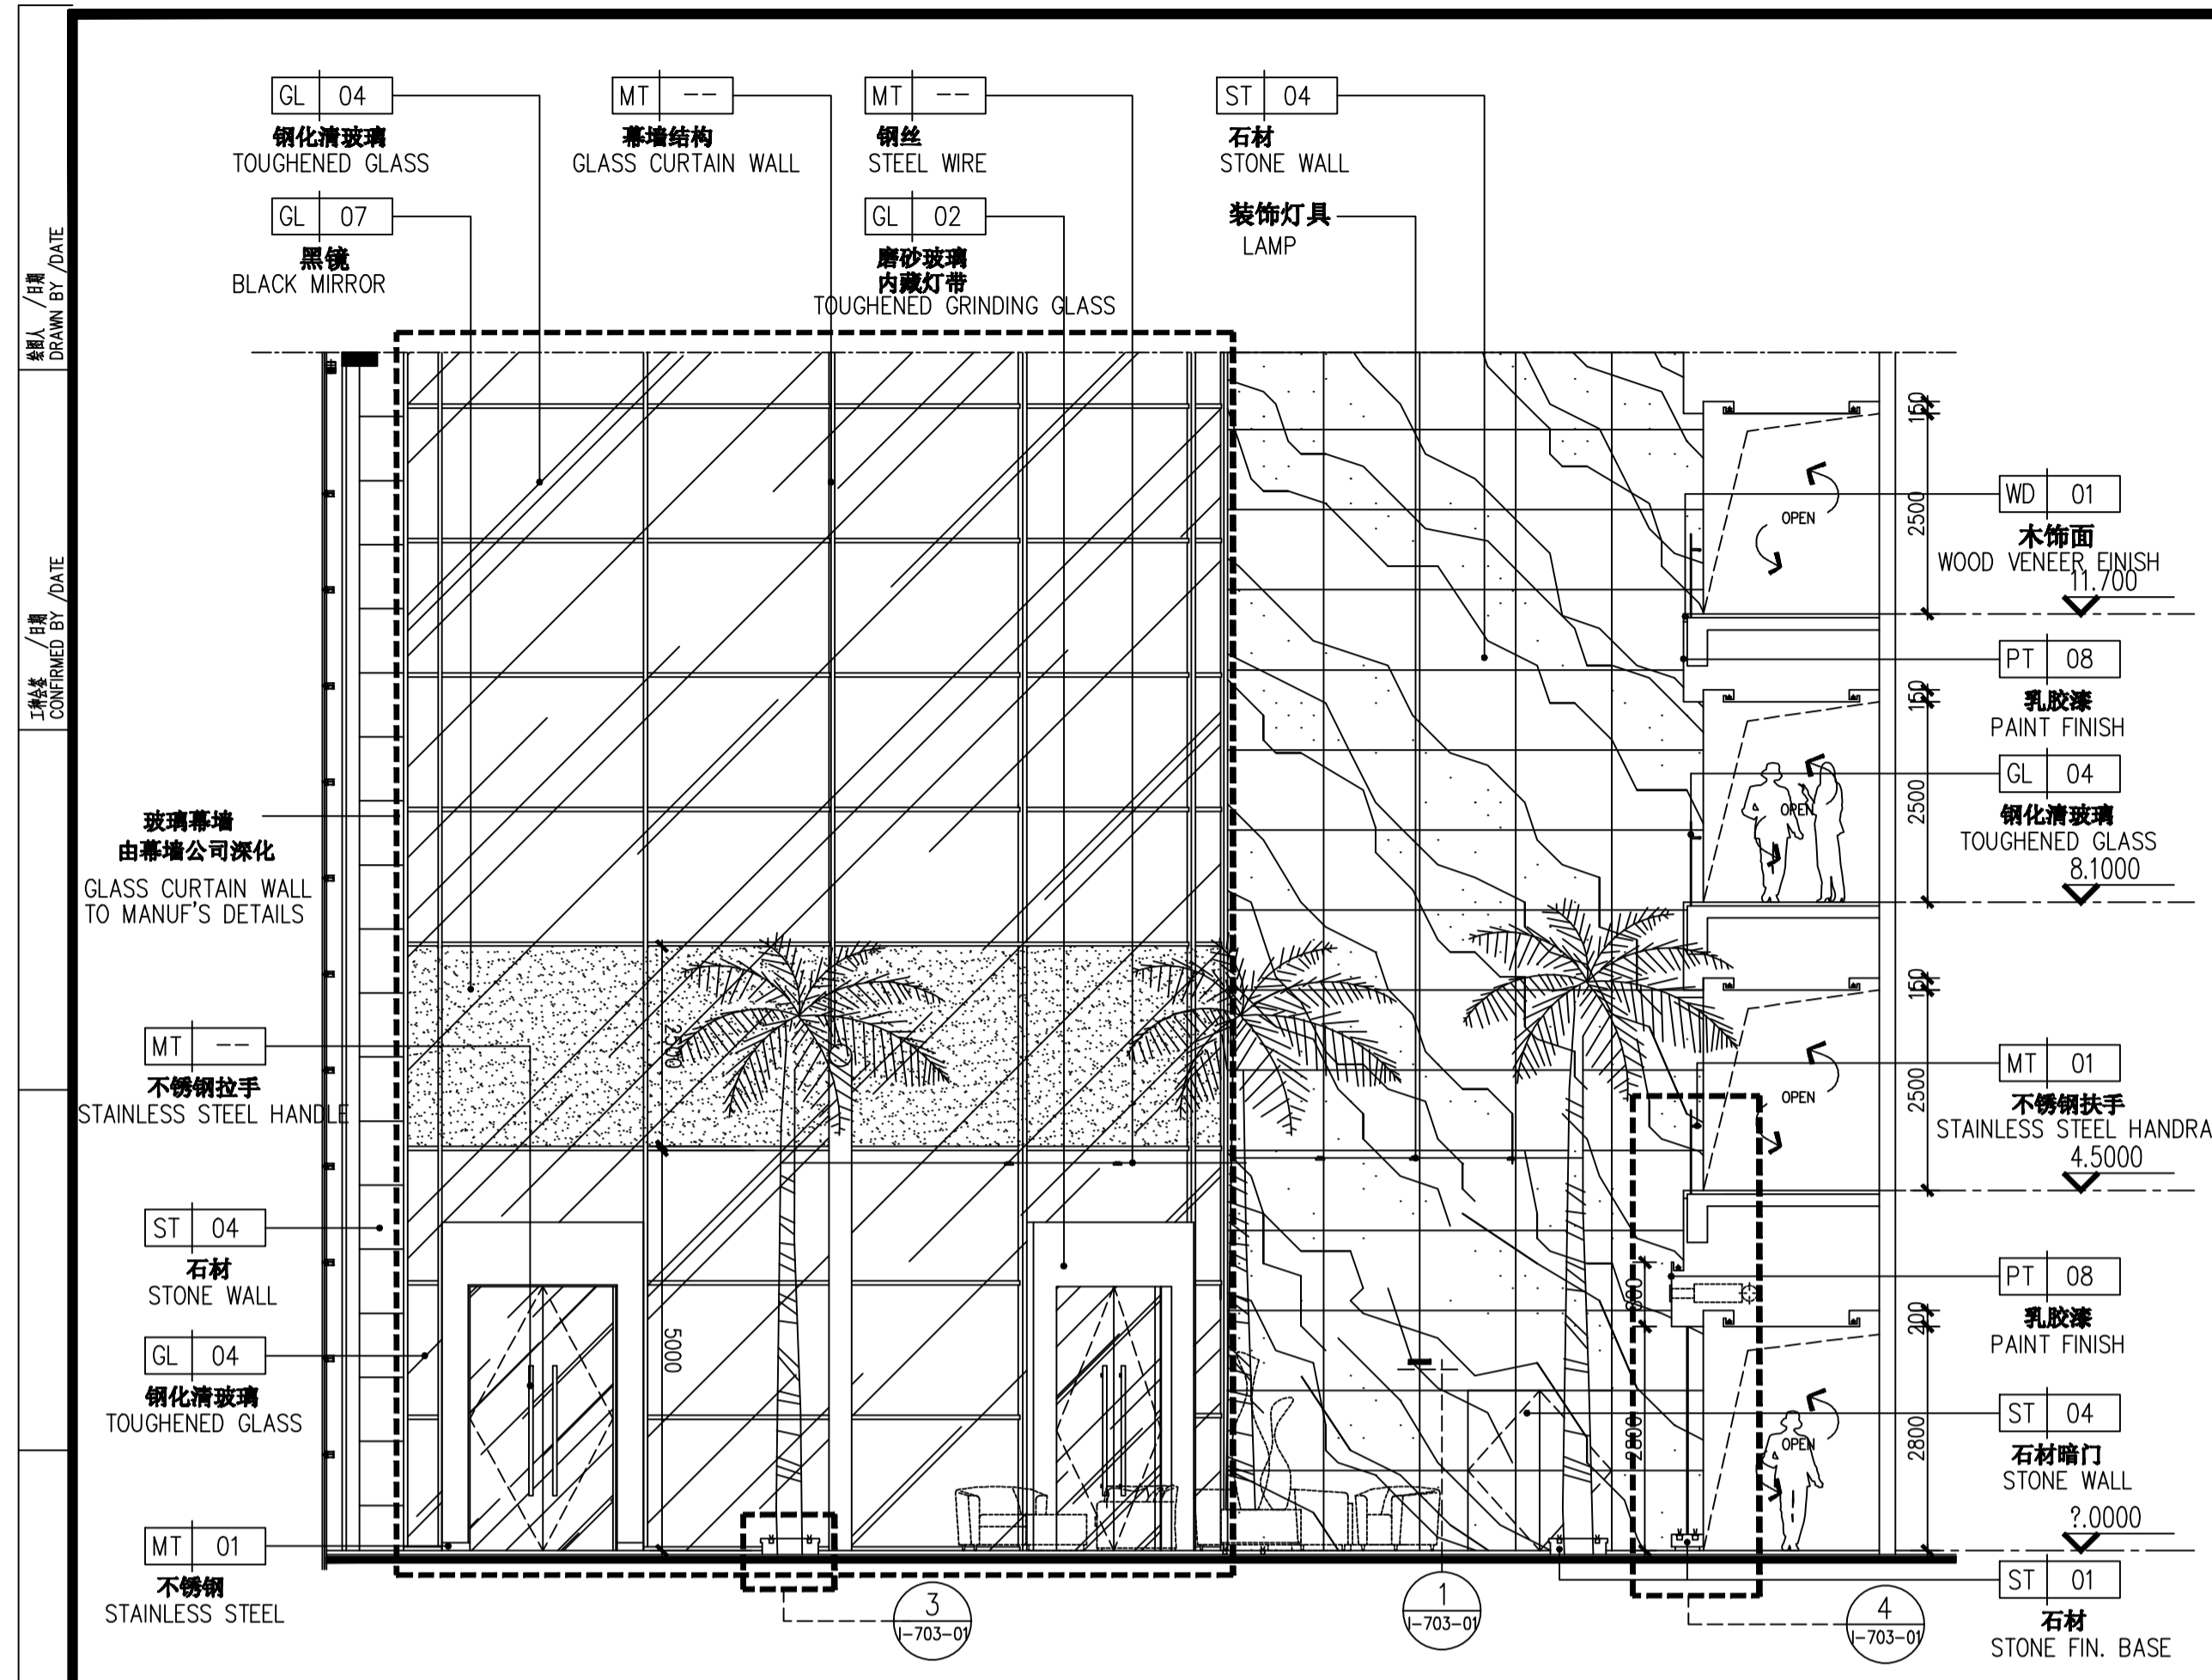 GL 04
钢化清玻璃
TOUGHENED GLASS
GL 07
黑镜
BLACK MIRROR
MT --
幕墙结构
GLASS CURTAIN WALL
MT --
钢丝
STEEL WIRE
GL 02
磨砂玻璃
内藏灯带
TOUGHENED GRINDING GLASS
ST 04
石材
STONE WALL
装饰灯具
LAMP
绘图人 /日期
DRAWN BY /DATE
工种会签 /日期
CONFIRMED BY /DATE
玻璃幕墙
由幕墙公司深化
GLASS CURTAIN WALL
TO MANUF'S DETAILS
MT --
不锈钢拉手
STAINLESS STEEL HANDLE
ST 04
石材
STONE WALL
GL 04
钢化清玻璃
TOUGHENED GLASS
MT 01
不锈钢
STAINLESS STEEL
2500
5000
800
2800
OPEN
OPEN
OPEN
OPEN
150
2500
150
2500
150
2500
200
2800
WD 01
木饰面
WOOD VENEER FINISH
11.700
PT 08
乳胶漆
PAINT FINISH
GL 04
钢化清玻璃
TOUGHENED GLASS
8.1000
MT 01
不锈钢扶手
STAINLESS STEEL HANDRA
4.5000
PT 08
乳胶漆
PAINT FINISH
ST 04
石材暗门
STONE WALL
?.0000
ST 01
石材
STONE FIN. BASE
3
I-703-01
1
I-703-01
4
I-703-01